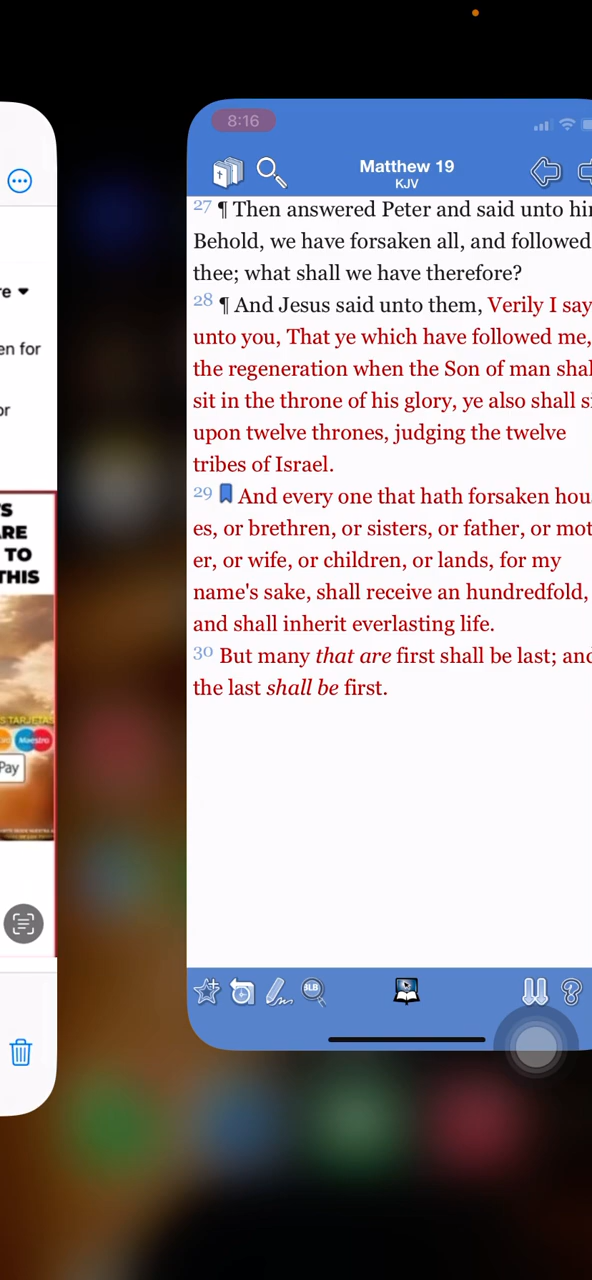 re
en for
or
'S
ARE
TO
THIS
S TARJETAS
Maestro
Pay
8:16
Matthew 19
KJV
27 ¶ Then answered Peter and said unto hi
Behold, we have forsaken all, and followed
thee; what shall we have therefore?
28 ¶ And Jesus said unto them, Verily I say
unto you, That ye which have followed me,
the regeneration when the Son of man shal
sit in the throne of his glory, ye also shall si
upon twelve thrones, judging the twelve
tribes of Israel.
29 And every one that hath forsaken hou
es, or brethren, or sisters, or father, or mot
er, or wife, or children, or lands, for my
name's sake, shall receive an hundredfold,
and shall inherit everlasting life.
30 But many that are first shall be last; and
the last shall be first.
BLB